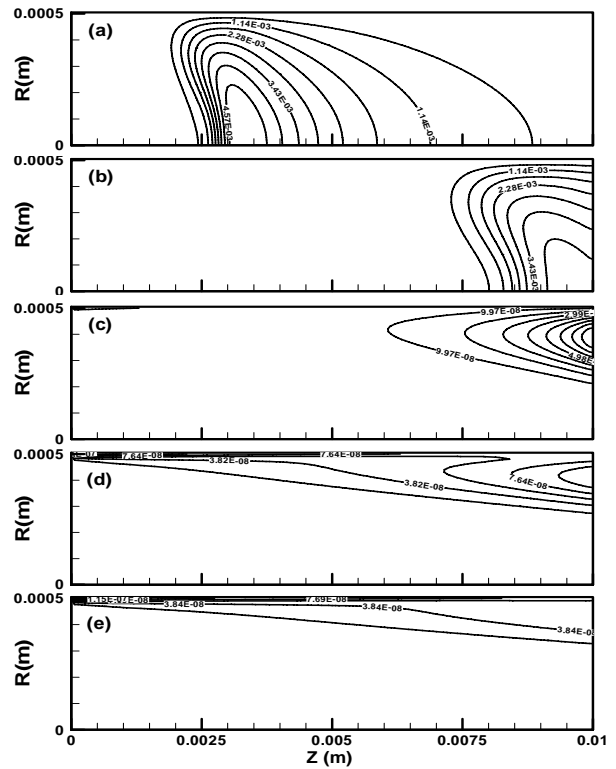 0.0005
(a)
1.14E-03
2.28E-03
3.43E-03
4.57E-03
1.14E-03
R(m)
0
(b)
1.14E-03
2.28E-03
3.43E-03
R(m)
0
0.0005
(c)
9.97E-08
2.99E-
4.98E-
9.97E-08
R(m)
0
0.0005
07
7.64E-08
7.64E-08
(d)
3.82E-08
3.82E-08
7.64E-08
R(m)
0
0.0005
1.15E-07
E-08
7.69E-08
(e)
3.84E-08
3.84E-08
3.84E-0
R(m)
0
0 0.0025 0.005 0.0075 0.01
Z (m)